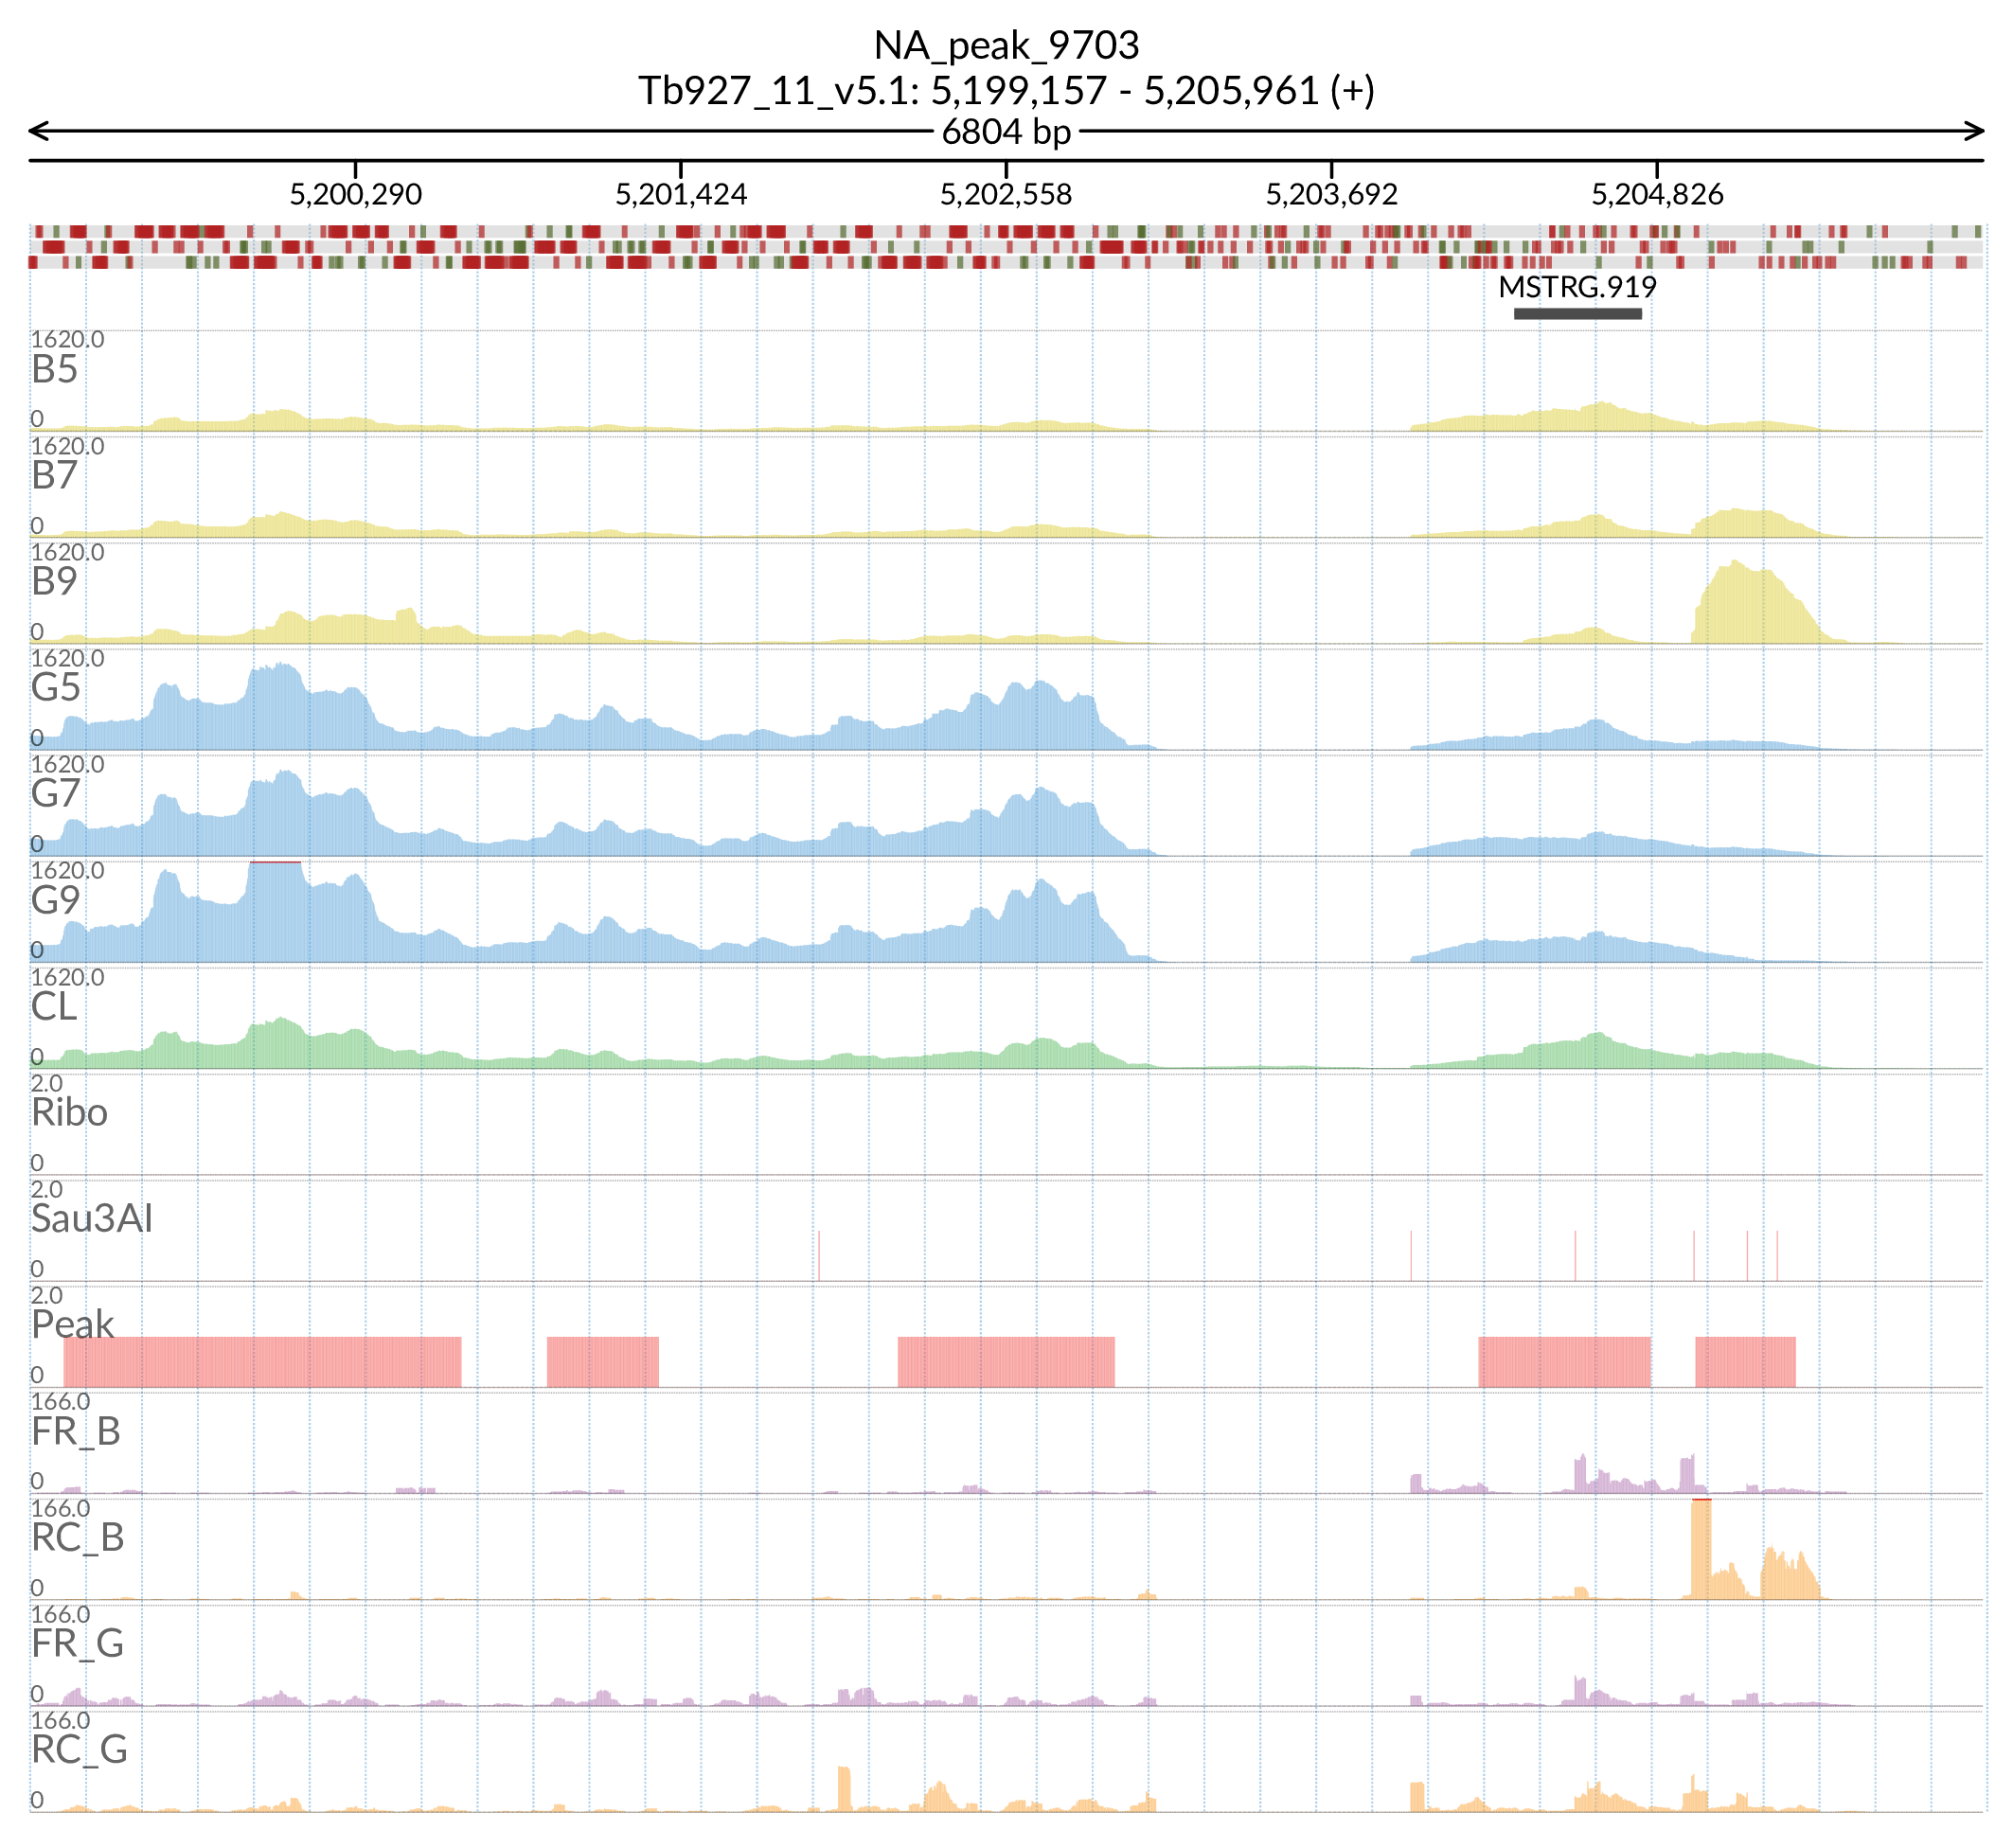 NA_peak_9703
Tb927_11_v5.1: 5,199,157 - 5,205,961 (+)
6804 bp
5,200,290 5,201,424 5,202,558 5,203,692 5,204,826
MSTRG.919
1620.0
B5
0
1620.0
B7
0
1620.0
B9
0
1620.0
G5
0
1620.0
G7
0
1620.0
G9
0
1620.0
CL
0
2.0
Ribo
0
2.0
Sau3AI
0
2.0
Peak
0
166.0
FR_B
0
166.0
RC_B
0
166.0
FR_G
0
166.0
RC_G
0